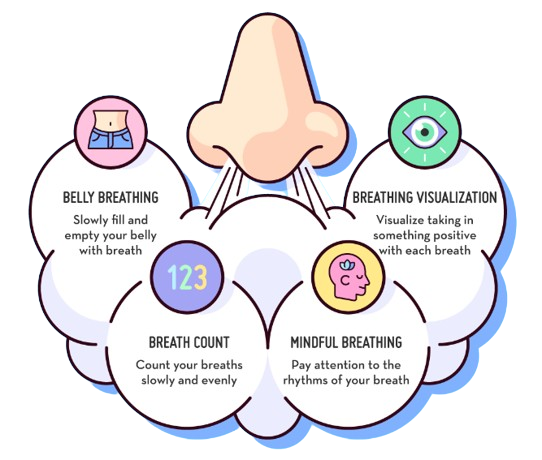 BELLY BREATHING
Slowly fill and
empty your belly
with breath
BREATHING VISUALIZATION
Visualize taking in
something positive
with each breath
123
BREATH COUNT
Count your breaths
slowly and evenly
MINDFUL BREATHING
Pay attention to the
rhythms of your breath